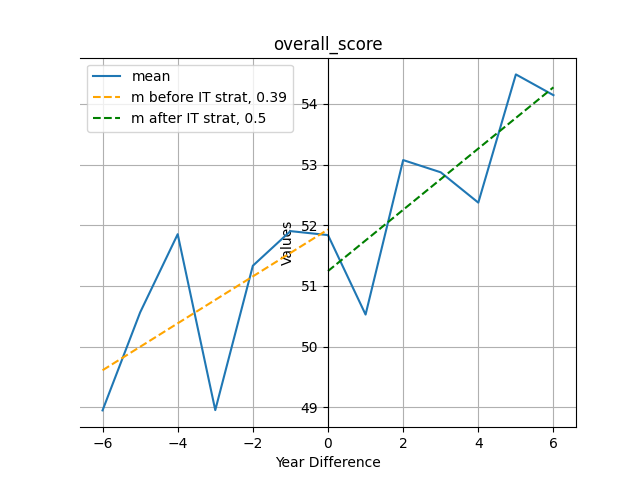 overall_score
mean
m before IT strat, 0.39
m after IT strat, 0.5
Values
54
53
52
51
50
49
−6
−4
−2
0
2
4
6
Year Difference